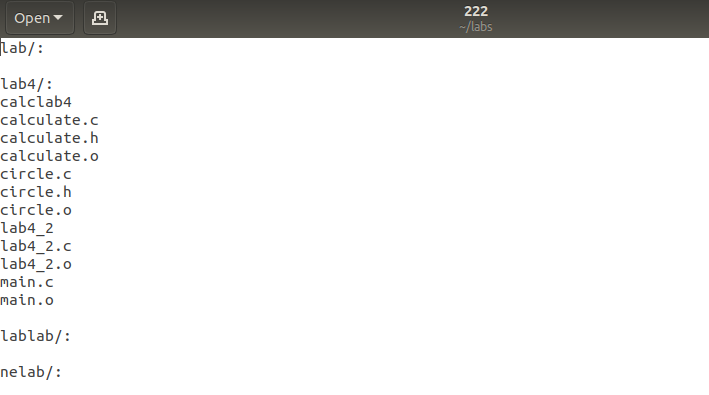 Open
222
~/labs
lab/:
lab4/:
calclab4
calculate.c
calculate.h
calculate.o
circle.c
circle.h
circle.o
lab4_2
lab4_2.c
lab4_2.o
main.c
main.o
lablab/:
nelab/: